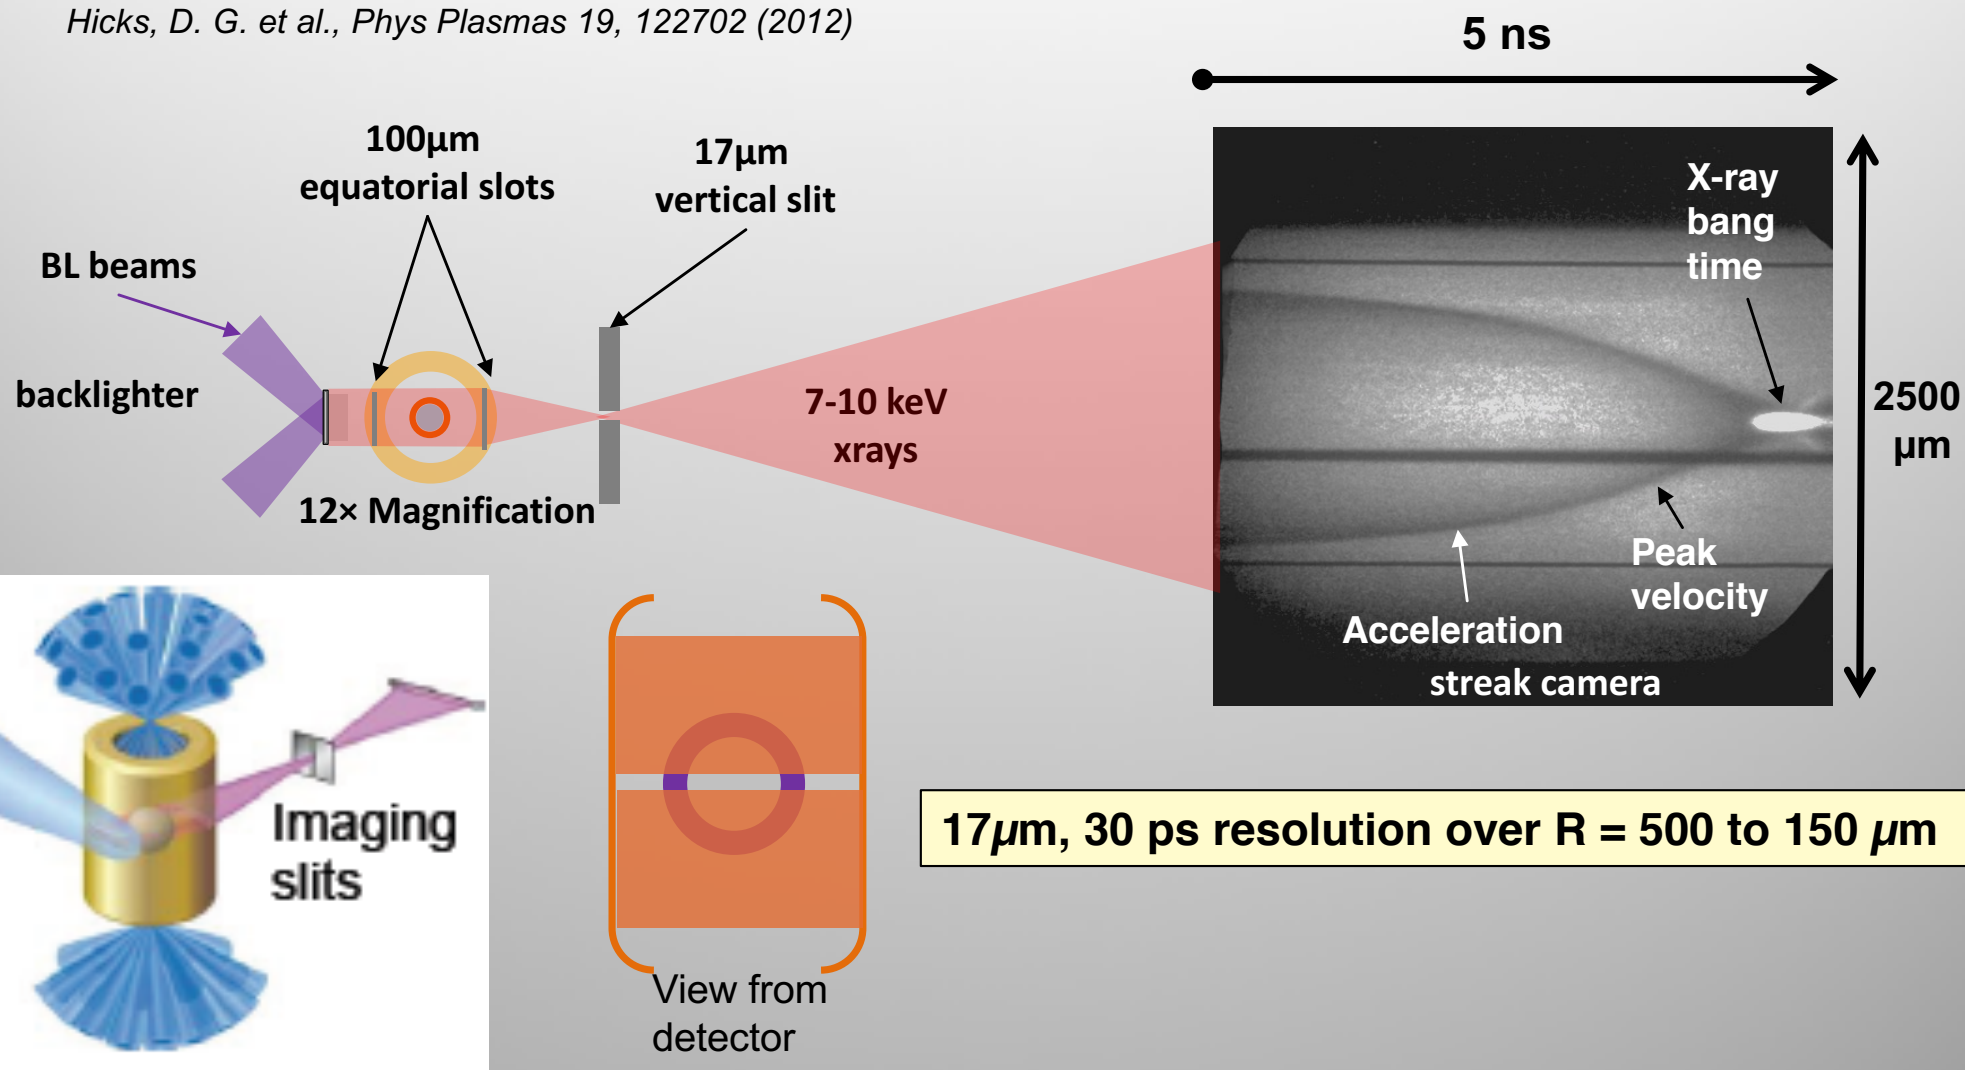 Hicks, D. G. et al., Phys Plasmas 19, 122702 (2012)
5 ns
100µm
equatorial slots
17µm
vertical slit
BL beams
backlighter
12× Magnification
7-10 keV
xrays
X-ray
bang
time
2500
µm
Peak
velocity
Acceleration
streak camera
Imaging
slits
17µm, 30 ps resolution over R = 500 to 150 µm
View from
detector